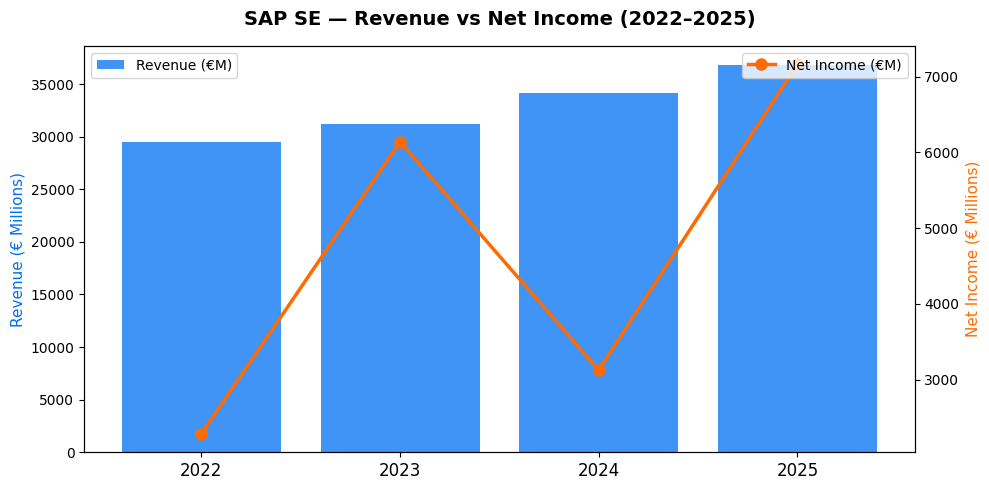 SAP SE — Revenue vs Net Income (2022–2025)
Revenue (€M)
Net Income (€M)
Revenue (€ Millions)
35000
30000
25000
20000
15000
10000
5000
0
7000
6000
5000
4000
3000
Net Income (€ Millions)
2022 2023 2024 2025